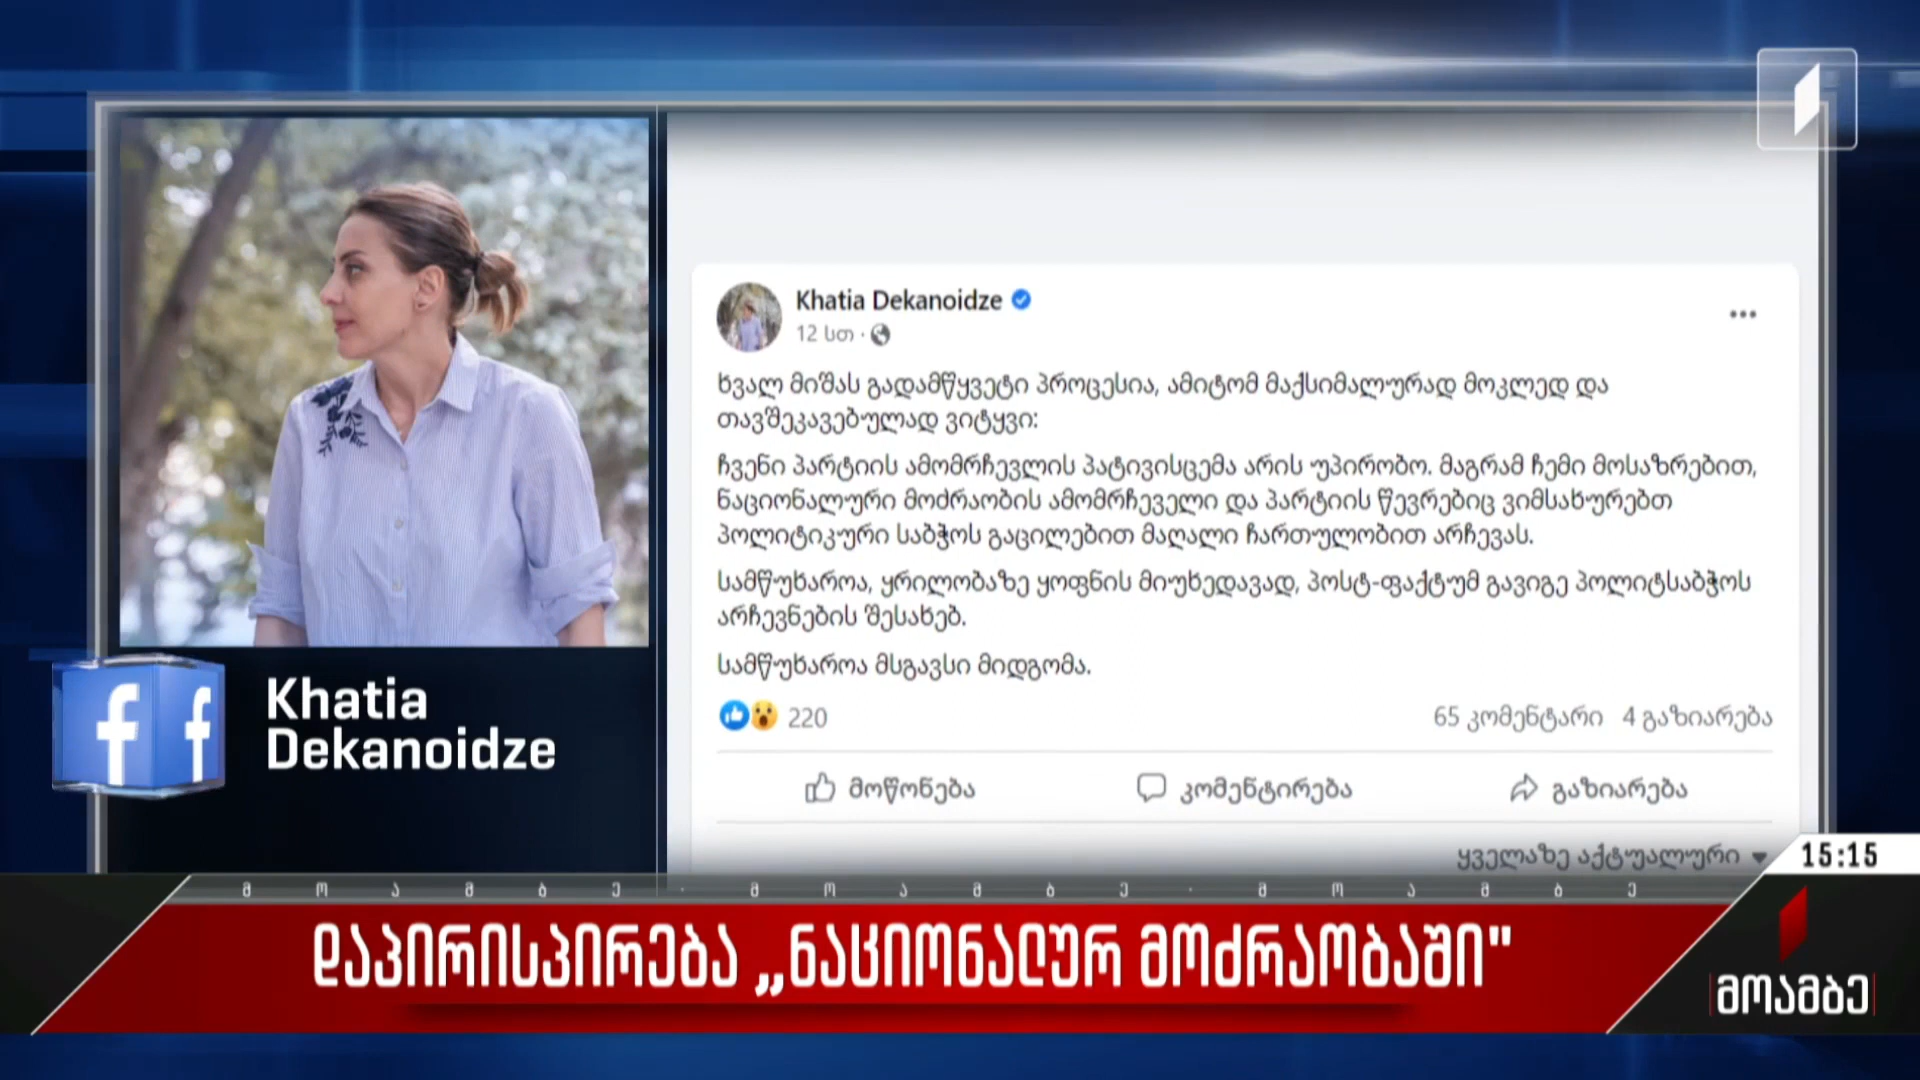 Khatia Dekanoidze
12 სთ ·
ხვალ მიშას გადამწყვეტი პროცესია, ამიტომ მაქსიმალურად მოკლედ და
თავშეკავებულად ვიტყვი:
ჩვენი პარტიის ამომრჩევლის პატივისცემა არის უპირობო. მაგრამ ჩემი მოსაზრებით,
ნაციონალური მოძრაობის ამომრჩეველი და პარტიის წევრებიც ვიმსახურებთ
პოლიტიკური საბჭოს გაცილებით მაღალი ჩართულობით არჩევას.
სამწუხაროა, ყრილობაზე ყოფნის მიუხედავად, პოსტ-ფაქტუმ გავიგე პოლიტსაბჭოს
არჩევნების შესახებ.
სამწუხაროა მსგავსი მიდგომა.
220
65 კომენტარი 4 გაზიარება
მოწონება კომენტირება გაზიარება
ყველაზე აქტუალური
Khatia
Dekanoidze
15:15
მოამბე · მოამბე · მოამბე
დაპირისპირება „ნაციონალურ მოძრაობაში"
მოამბე